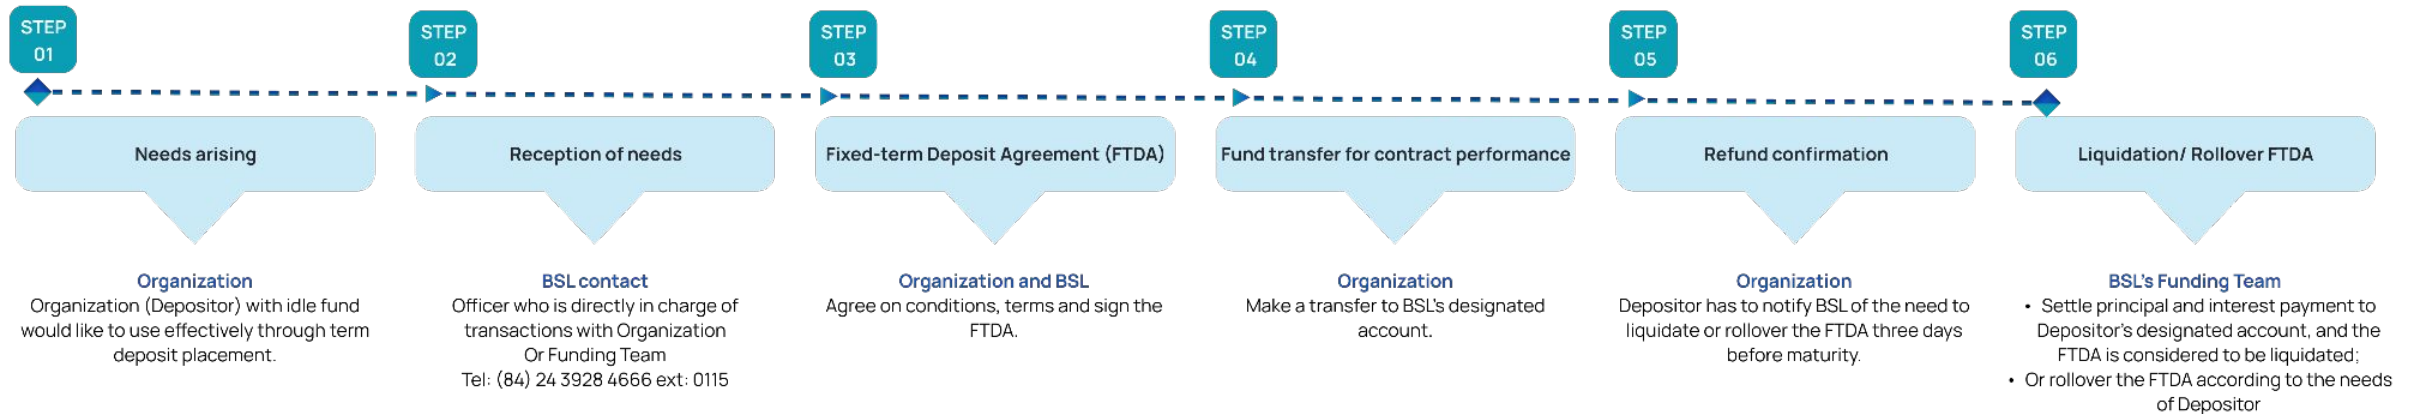 STEP
01
STEP
02
STEP
03
STEP
04
STEP
05
STEP
06
Needs arising
Reception of needs
Fixed-term Deposit Agreement (FTDA)
Fund transfer for contract performance
Refund confirmation
Liquidation/ Rollover FTDA
Organization
Organization (Depositor) with idle fund
would like to use effectively through term
deposit placement.
BSL contact
Officer who is directly in charge of
transactions with Organization
Or Funding Team
Tel: (84) 24 3928 4666 ext: 0115
Organization and BSL
Agree on conditions, terms and sign the
FTDA.
Organization
Make a transfer to BSL's designated
account.
Organization
Depositor has to notify BSL of the need to
liquidate or rollover the FTDA three days
before maturity.
BSL's Funding Team
• Settle principal and interest payment to
Depositor's designated account, and the
FTDA is considered to be liquidated;
• Or rollover the FTDA according to the needs
of Depositor